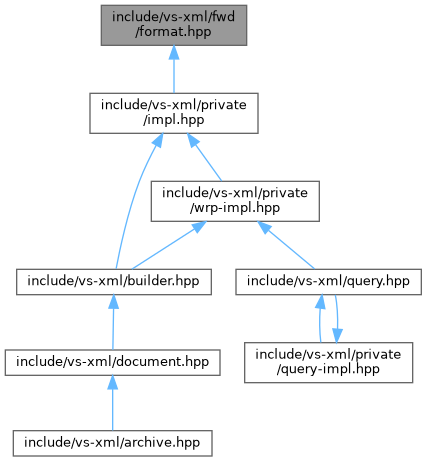 include/vs-xml/fwd
/format.hpp
include/vs-xml/private
/impl.hpp
include/vs-xml/private
/wrp-impl.hpp
include/vs-xml/builder.hpp
include/vs-xml/query.hpp
include/vs-xml/document.hpp
include/vs-xml/private
/query-impl.hpp
include/vs-xml/archive.hpp